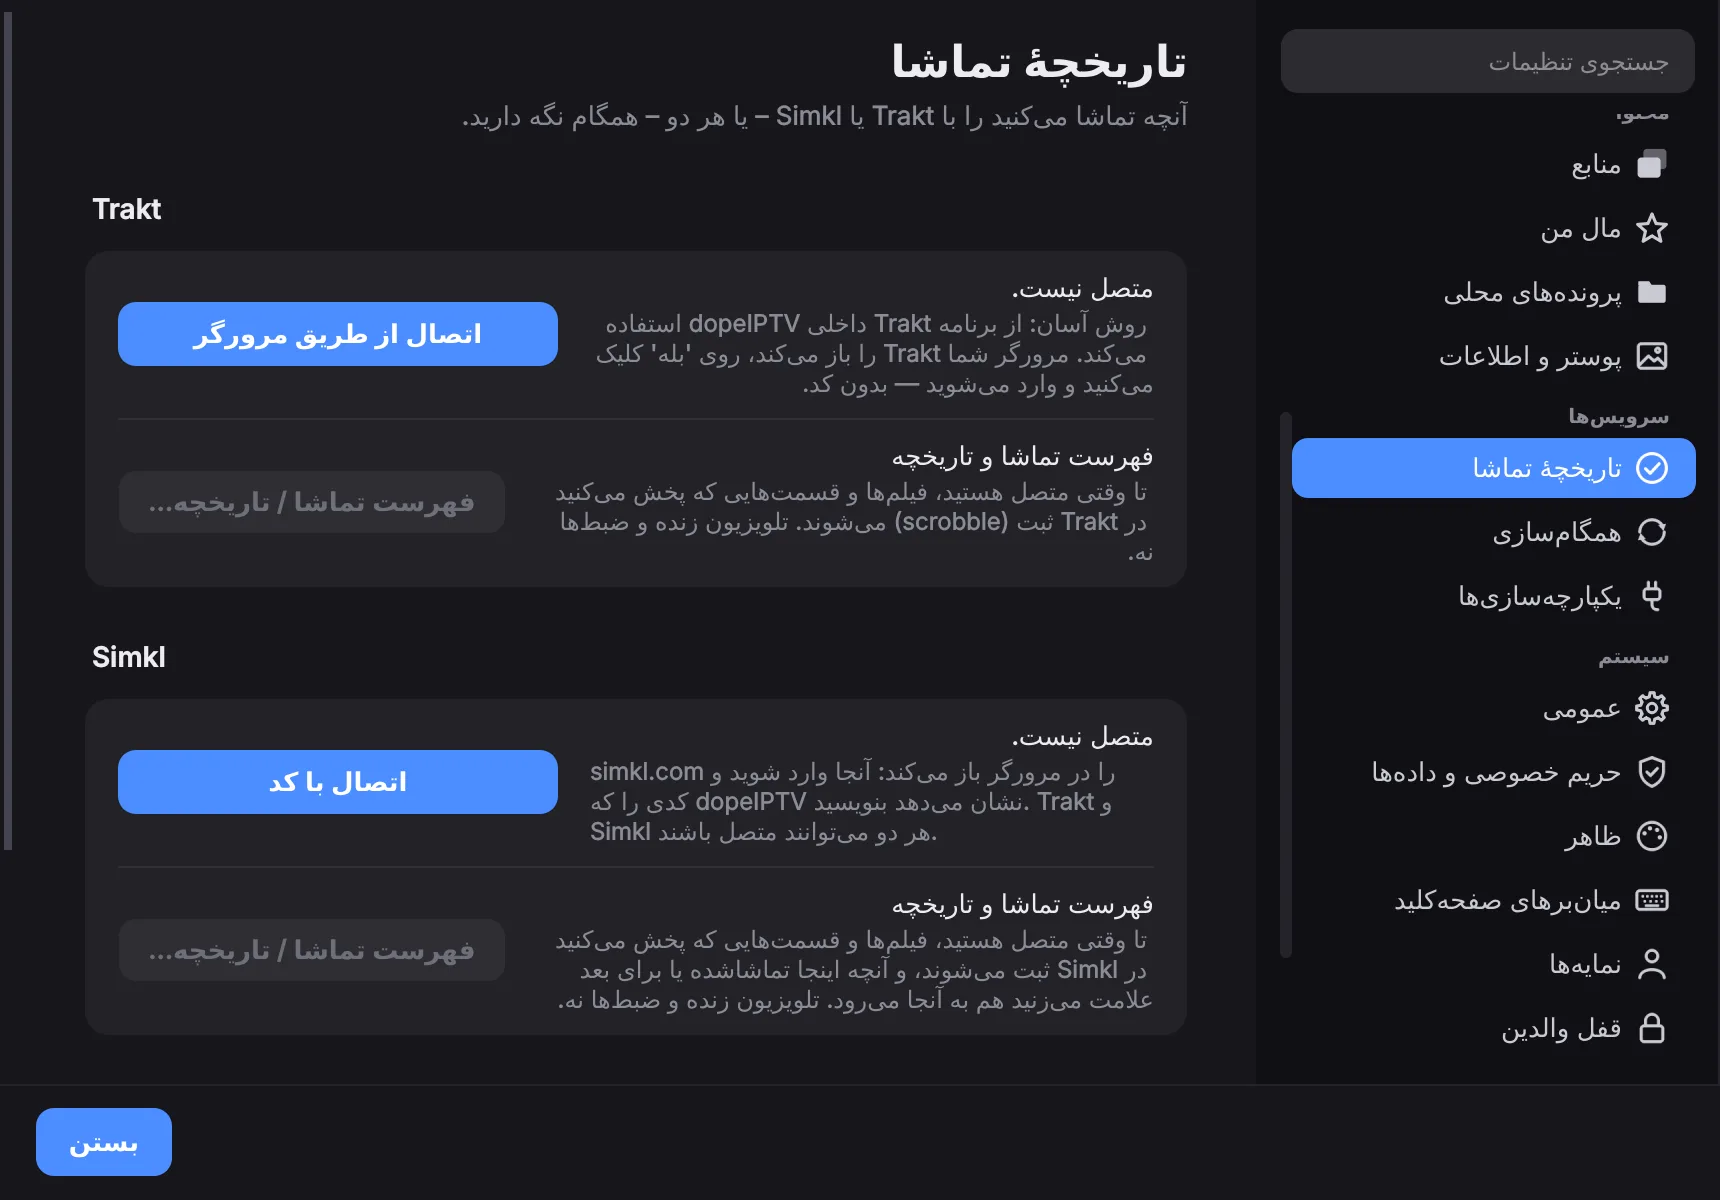 تاریخچهٔ تماشا
آنچه تماشا می‌کنید را با Trakt یا Simkl – یا هر دو – همگام نگه دارید.
Trakt
متصل نیست.
روش آسان: از برنامه Trakt داخلی dopeIPTV استفاده
می‌کند. مرورگر شما Trakt را باز می‌کند، روی 'بله' کلیک
می‌کنید و وارد می‌شوید — بدون کد.
اتصال از طریق مرورگر
فهرست تماشا و تاریخچه
تا وقتی متصل هستید، فیلم‌ها و قسمت‌هایی که پخش می‌کنید
در Trakt ثبت (scrobble) می‌شوند. تلویزیون زنده و ضبط‌ها
نه.
فهرست تماشا / تاریخچه...
Simkl
متصل نیست.
simkl.com را در مرورگر باز می‌کند: آنجا وارد شوید و
کدی را که dopeIPTV نشان می‌دهد بنویسید. Trakt و
Simkl هر دو می‌توانند متصل باشند.
اتصال با کد
فهرست تماشا و تاریخچه
تا وقتی متصل هستید، فیلم‌ها و قسمت‌هایی که پخش می‌کنید
در Simkl ثبت می‌شوند، و آنچه اینجا تماشاشده یا برای بعد
علامت می‌زنید هم به آنجا می‌رود. تلویزیون زنده و ضبط‌ها نه.
فهرست تماشا / تاریخچه...
جستجوی تنظیمات
منابع
مال من
پرونده‌های محلی
پوستر و اطلاعات
سرویس‌ها
تاریخچهٔ تماشا
همگام‌سازی
یکپارچه‌سازی‌ها
سیستم
عمومی
حریم خصوصی و داده‌ها
ظاهر
میان‌برهای صفحه‌کلید
نمایه‌ها
قفل والدین
بستن